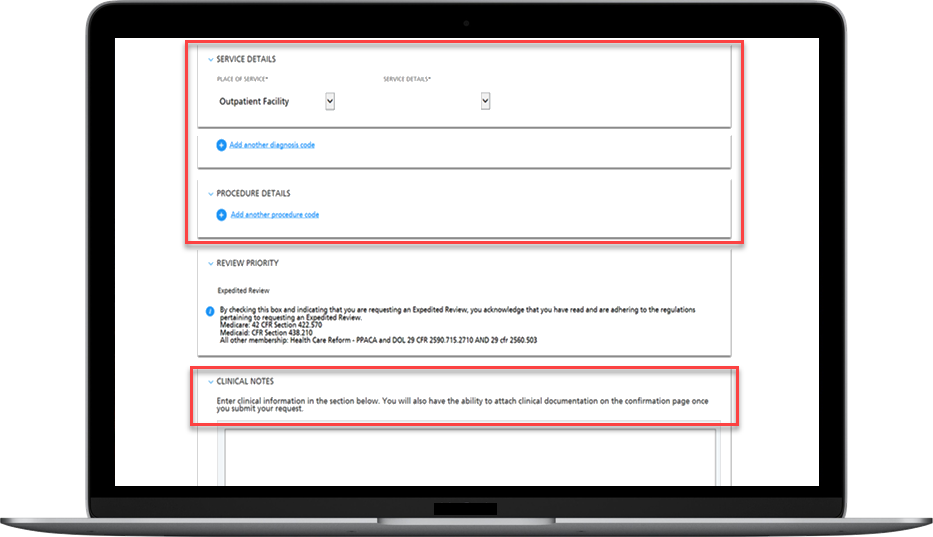 SERVICE DETAILS
PLACE OF SERVICE* SERVICE DETAILS*
Outpatient Facility
Add another diagnosis code
PROCEDURE DETAILS
Add another procedure code
REVIEW PRIORITY
Expedited Review
By checking this box and indicating that you are requesting an Expedited Review, you acknowledge that you have read and are adhering to the regulations
pertaining to requesting an Expedited Review.
Medicare: 42 CFR Section 422.570
Medicaid: CFR Section 438.210
All other membership: Health Care Reform - PPACA and DOL 29 CFR 2590.715.2710 AND 29 cfr 2560.503
CLINICAL NOTES
Enter clinical information in the section below. You will also have the ability to attach clinical documentation on the confirmation page once
you submit your request.